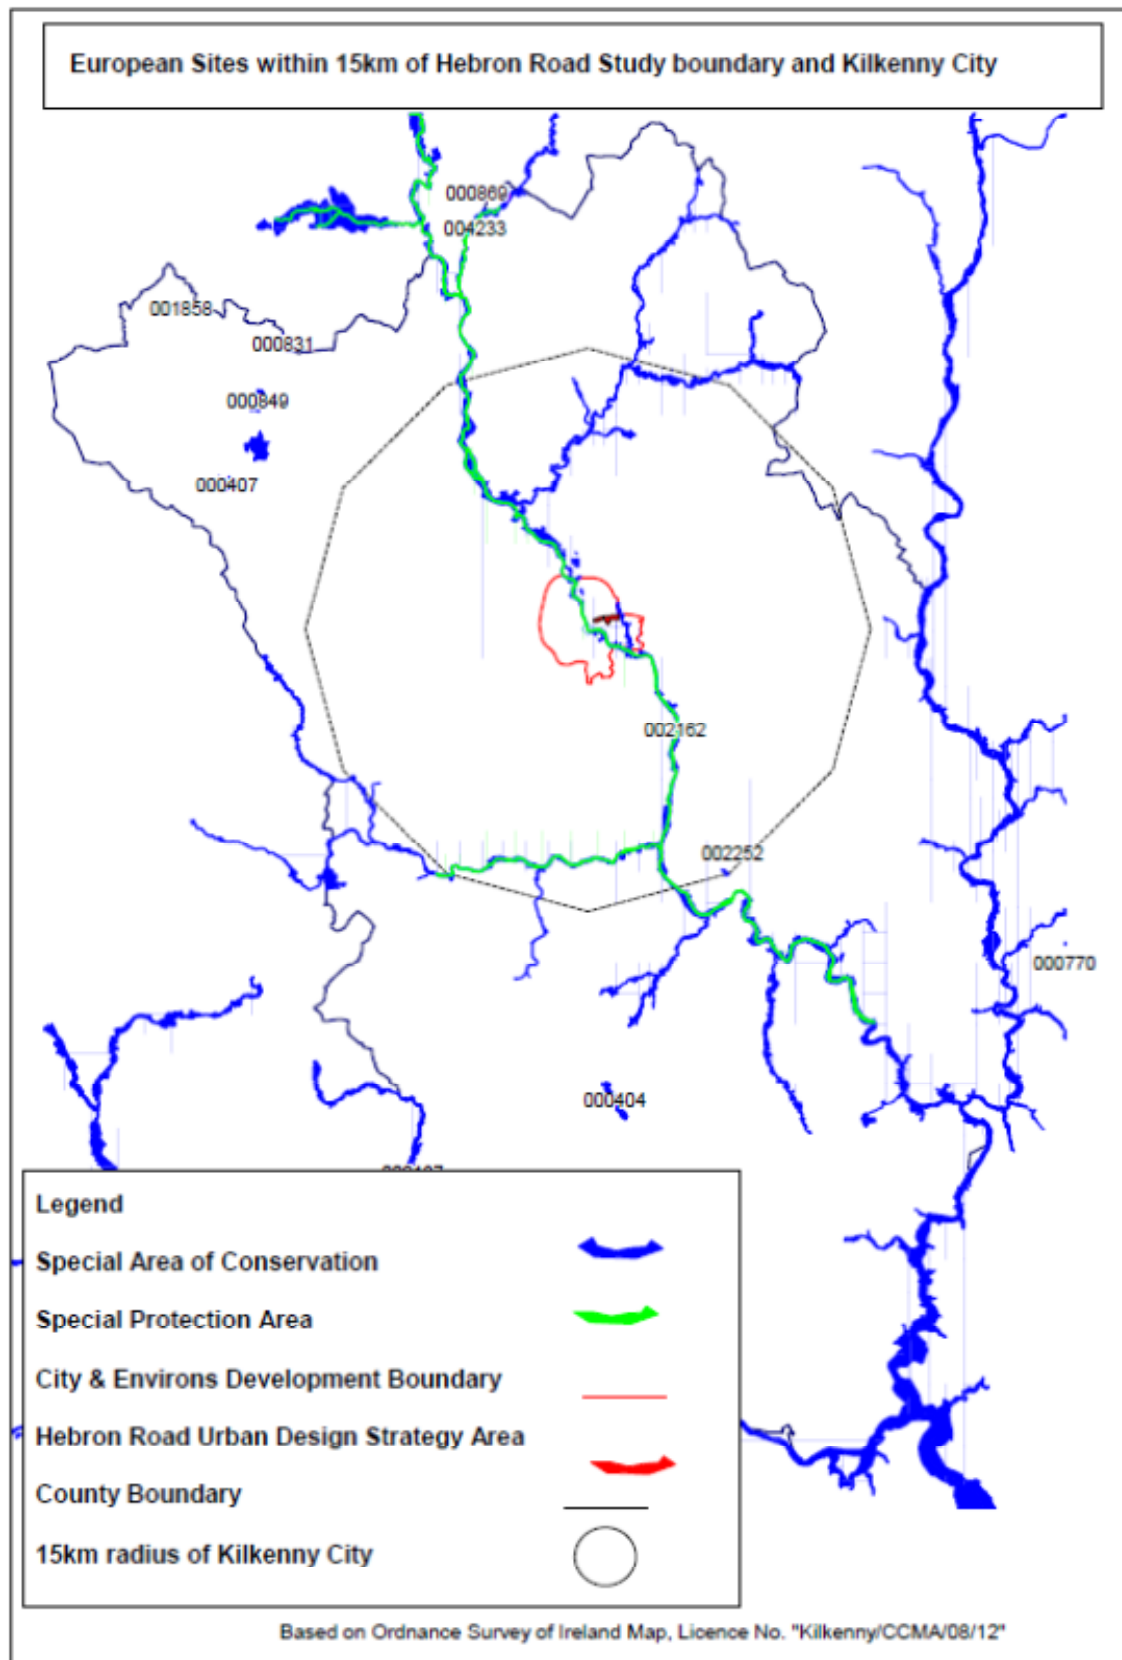 European Sites within 15km of Hebron Road Study boundary and Kilkenny City
000869
004233
001858
000831
000849
000407
002162
002252
000770
000404
Legend
Special Area of Conservation
Special Protection Area
City & Environs Development Boundary
Hebron Road Urban Design Strategy Area
County Boundary
15km radius of Kilkenny City
Based on Ordnance Survey of Ireland Map, Licence No. "Kilkenny/CCMA/08/12"